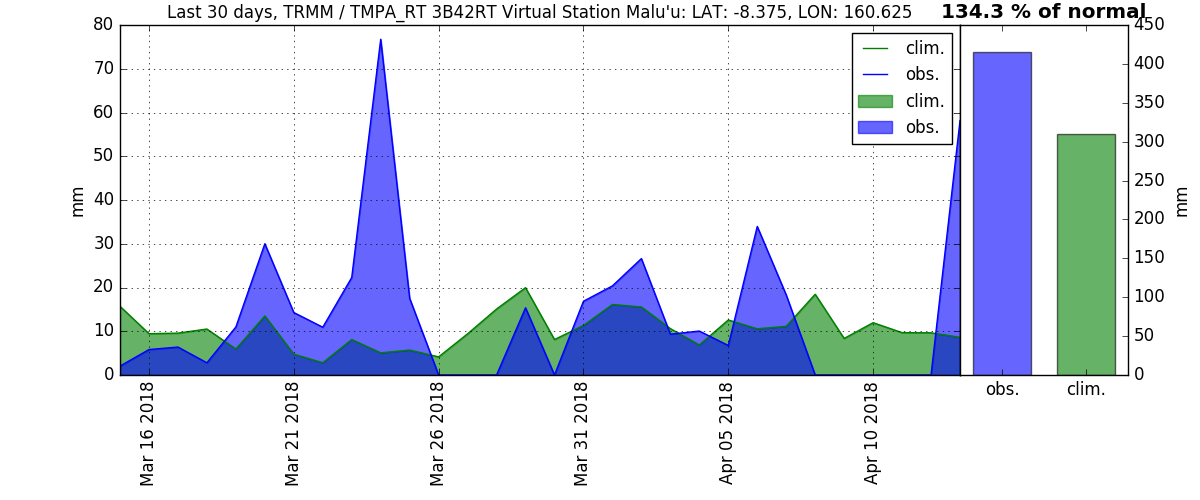 Last 30 days, TRMM / TMPA_RT 3B42RT Virtual Station Malu'u: LAT: -8.375, LON: 160.625
134.3 % of normal
80
70
60
50
40
30
20
10
0
mm
clim.
obs.
clim.
obs.
Mar 16 2018
Mar 21 2018
Mar 26 2018
Mar 31 2018
Apr 05 2018
Apr 10 2018
450
400
350
300
250
200
150
100
50
0
mm
obs.
clim.